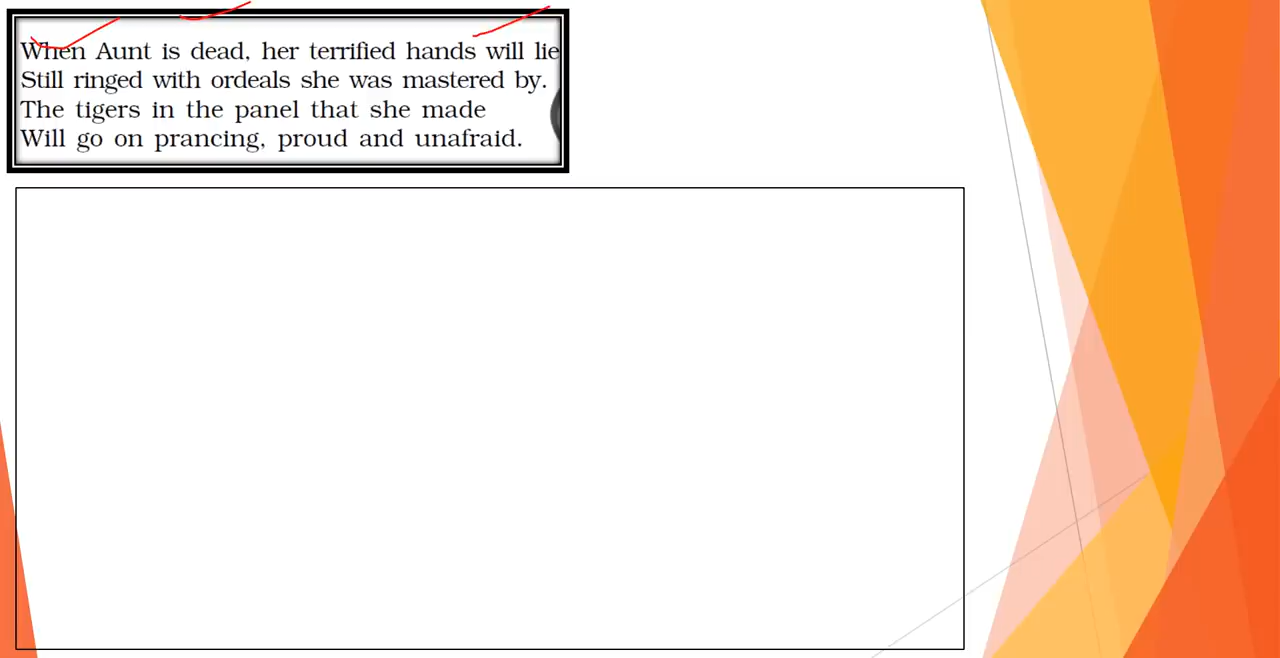 When Aunt is dead, her terrified hands will lie
Still ringed with ordeals she was mastered by.
The tigers in the panel that she made
Will go on prancing, proud and unafraid.